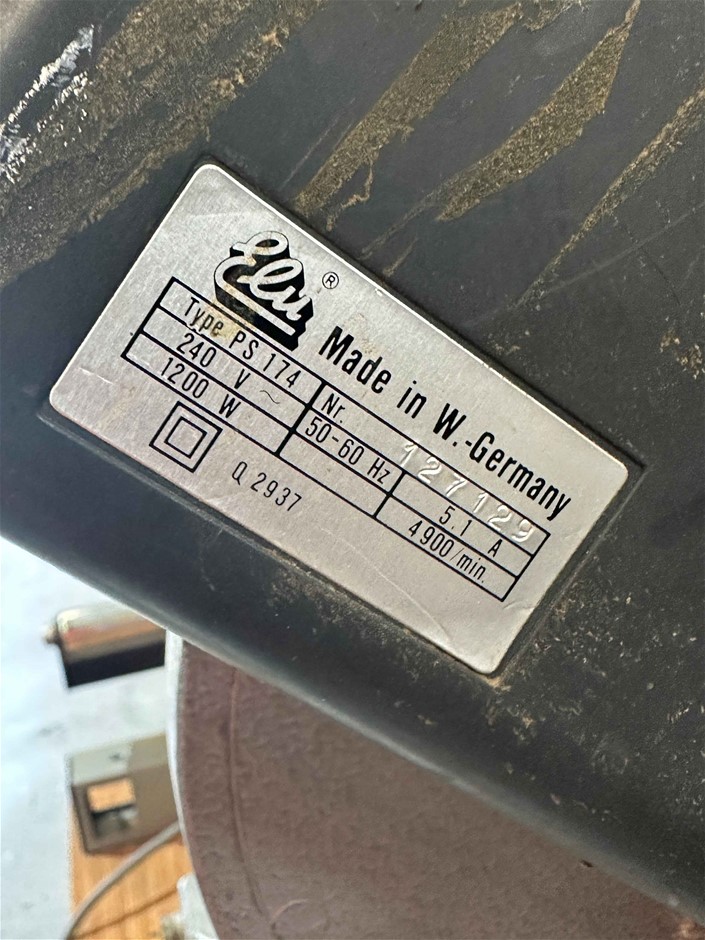 Elu ® Made in W.-Germany
Type PS 174 Nr. 127129
240 V ~ 50-60 Hz 5.1 A
1200 W 4900/min.
Q 2937